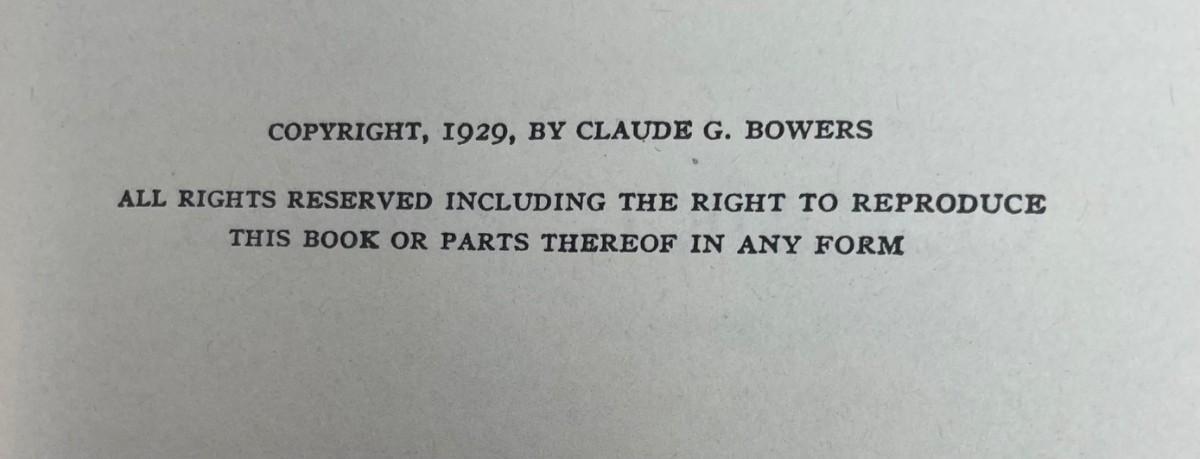 COPYRIGHT, 1929, BY CLAUDE G. BOWERS
ALL RIGHTS RESERVED INCLUDING THE RIGHT TO REPRODUCE
THIS BOOK OR PARTS THEREOF IN ANY FORM